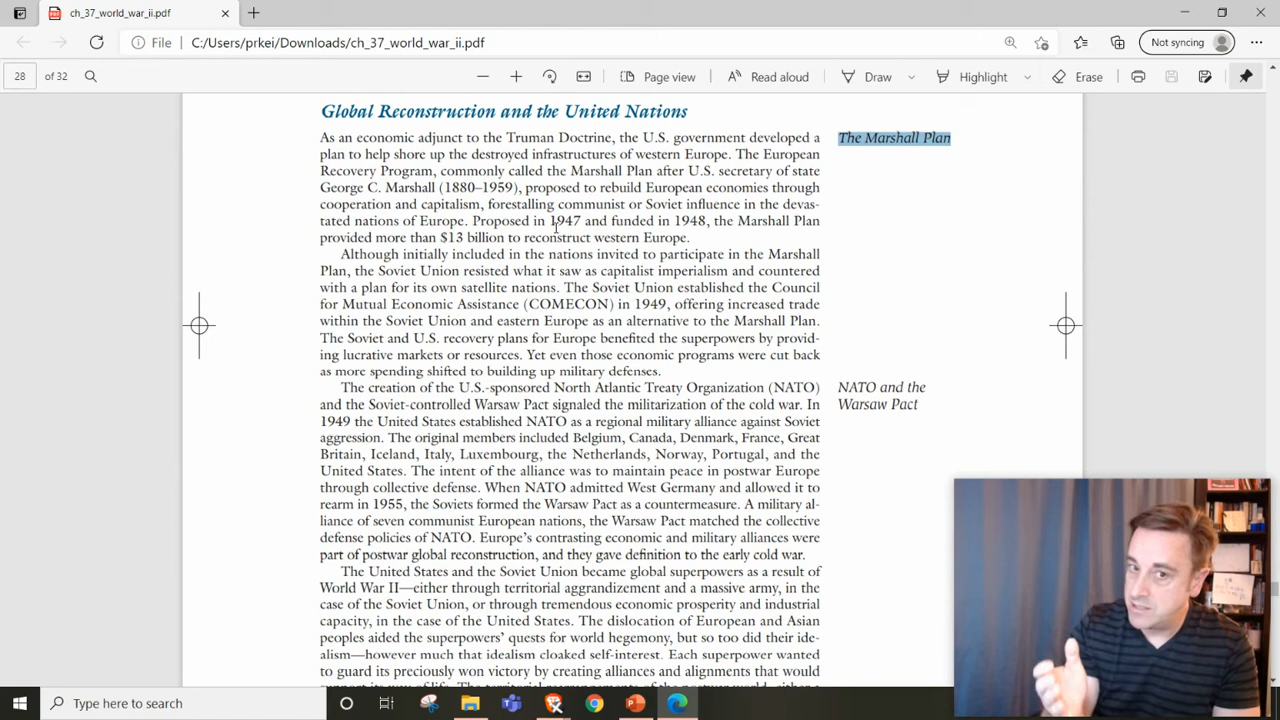 ch_37_world_war_ii.pdf
File
C:/Users/prkei/Downloads/ch_37_world_war_ii.pdf
Not syncing
28
of 32
Page view
Read aloud
Draw
Highlight
Erase
Global Reconstruction and the United Nations
As an economic adjunct to the Truman Doctrine, the U.S. government developed a
The Marshall Plan
plan to help shore up the destroyed infrastructures of western Europe. The European
Recovery Program, commonly called the Marshall Plan after U.S. secretary of state
George C. Marshall (1880–1959), proposed to rebuild European economies through
cooperation and capitalism, forestalling communist or Soviet influence in the devas-
tated nations of Europe. Proposed in 1947 and funded in 1948, the Marshall Plan
provided more than $13 billion to reconstruct western Europe.
Although initially included in the nations invited to participate in the Marshall
Plan, the Soviet Union resisted what it saw as capitalist imperialism and countered
with a plan for its own satellite nations. The Soviet Union established the Council
for Mutual Economic Assistance (COMECON) in 1949, offering increased trade
within the Soviet Union and eastern Europe as an alternative to the Marshall Plan.
The Soviet and U.S. recovery plans for Europe benefited the superpowers by provid-
ing lucrative markets or resources. Yet even those economic programs were cut back
as more spending shifted to building up military defenses.
The creation of the U.S.-sponsored North Atlantic Treaty Organization (NATO)
NATO and the
and the Soviet-controlled Warsaw Pact signaled the militarization of the cold war. In
Warsaw Pact
1949 the United States established NATO as a regional military alliance against Soviet
aggression. The original members included Belgium, Canada, Denmark, France, Great
Britain, Iceland, Italy, Luxembourg, the Netherlands, Norway, Portugal, and the
United States. The intent of the alliance was to maintain peace in postwar Europe
through collective defense. When NATO admitted West Germany and allowed it to
rearm in 1955, the Soviets formed the Warsaw Pact as a countermeasure. A military al-
liance of seven communist European nations, the Warsaw Pact matched the collective
defense policies of NATO. Europe's contrasting economic and military alliances were
part of postwar global reconstruction, and they gave definition to the early cold war.
The United States and the Soviet Union became global superpowers as a result of
World War II—either through territorial aggrandizement and a massive army, in the
case of the Soviet Union, or through tremendous economic prosperity and industrial
capacity, in the case of the United States. The dislocation of European and Asian
peoples aided the superpowers' quests for world hegemony, but so too did their ide-
alism—however much that idealism cloaked self-interest. Each superpower wanted
to guard its preciously won victory by creating alliances and alignments that would
Type here to search